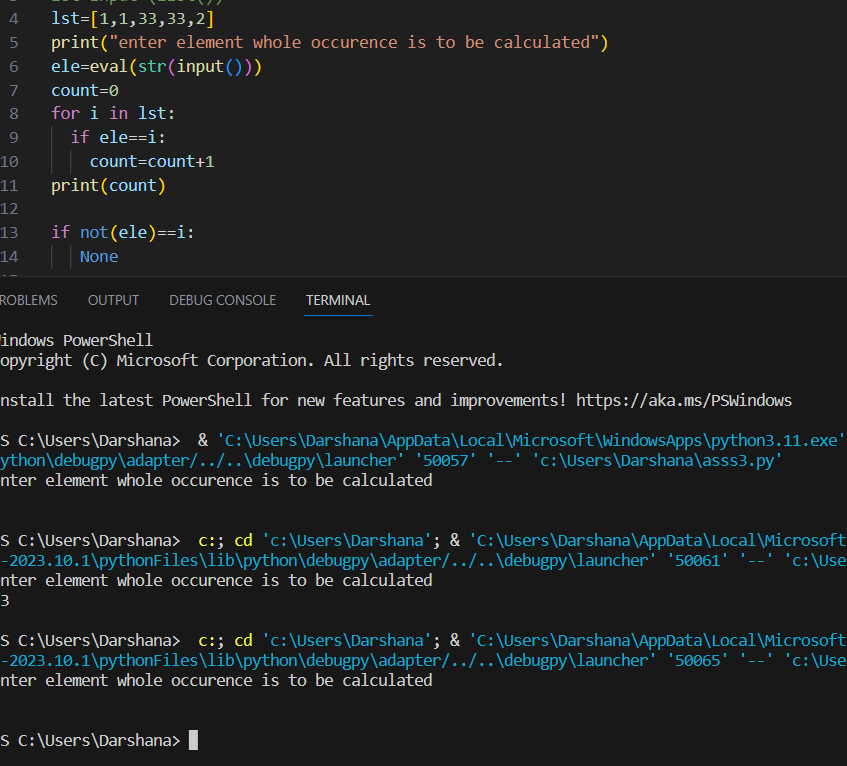 4 lst=[1,1,33,33,2]
5 print("enter element whole occurence is to be calculated")
6 ele=eval(str(input()))
7 count=0
8 for i in lst:
9 if ele==i:
10 count=count+1
11 print(count)
12
13 if not(ele)==i:
14 None
ROBLEMS OUTPUT DEBUG CONSOLE TERMINAL
indows PowerShell
opyright (C) Microsoft Corporation. All rights reserved.
nstall the latest PowerShell for new features and improvements! https://aka.ms/PSWindows
S C:\Users\Darshana> & 'C:\Users\Darshana\AppData\Local\Microsoft\WindowsApps\python3.11.exe'
ython\debugpy\adapter/../..\debugpy\launcher' '50057' '--' 'c:\Users\Darshana\asss3.py'
nter element whole occurence is to be calculated
S C:\Users\Darshana> c:; cd 'c:\Users\Darshana'; & 'C:\Users\Darshana\AppData\Local\Microsoft
-2023.10.1\pythonFiles\lib\python\debugpy\adapter/../..\debugpy\launcher' '50061' '--' 'c:\Use
nter element whole occurence is to be calculated
3
S C:\Users\Darshana> c:; cd 'c:\Users\Darshana'; & 'C:\Users\Darshana\AppData\Local\Microsoft
-2023.10.1\pythonFiles\lib\python\debugpy\adapter/../..\debugpy\launcher' '50065' '--' 'c:\Use
nter element whole occurence is to be calculated
S C:\Users\Darshana>